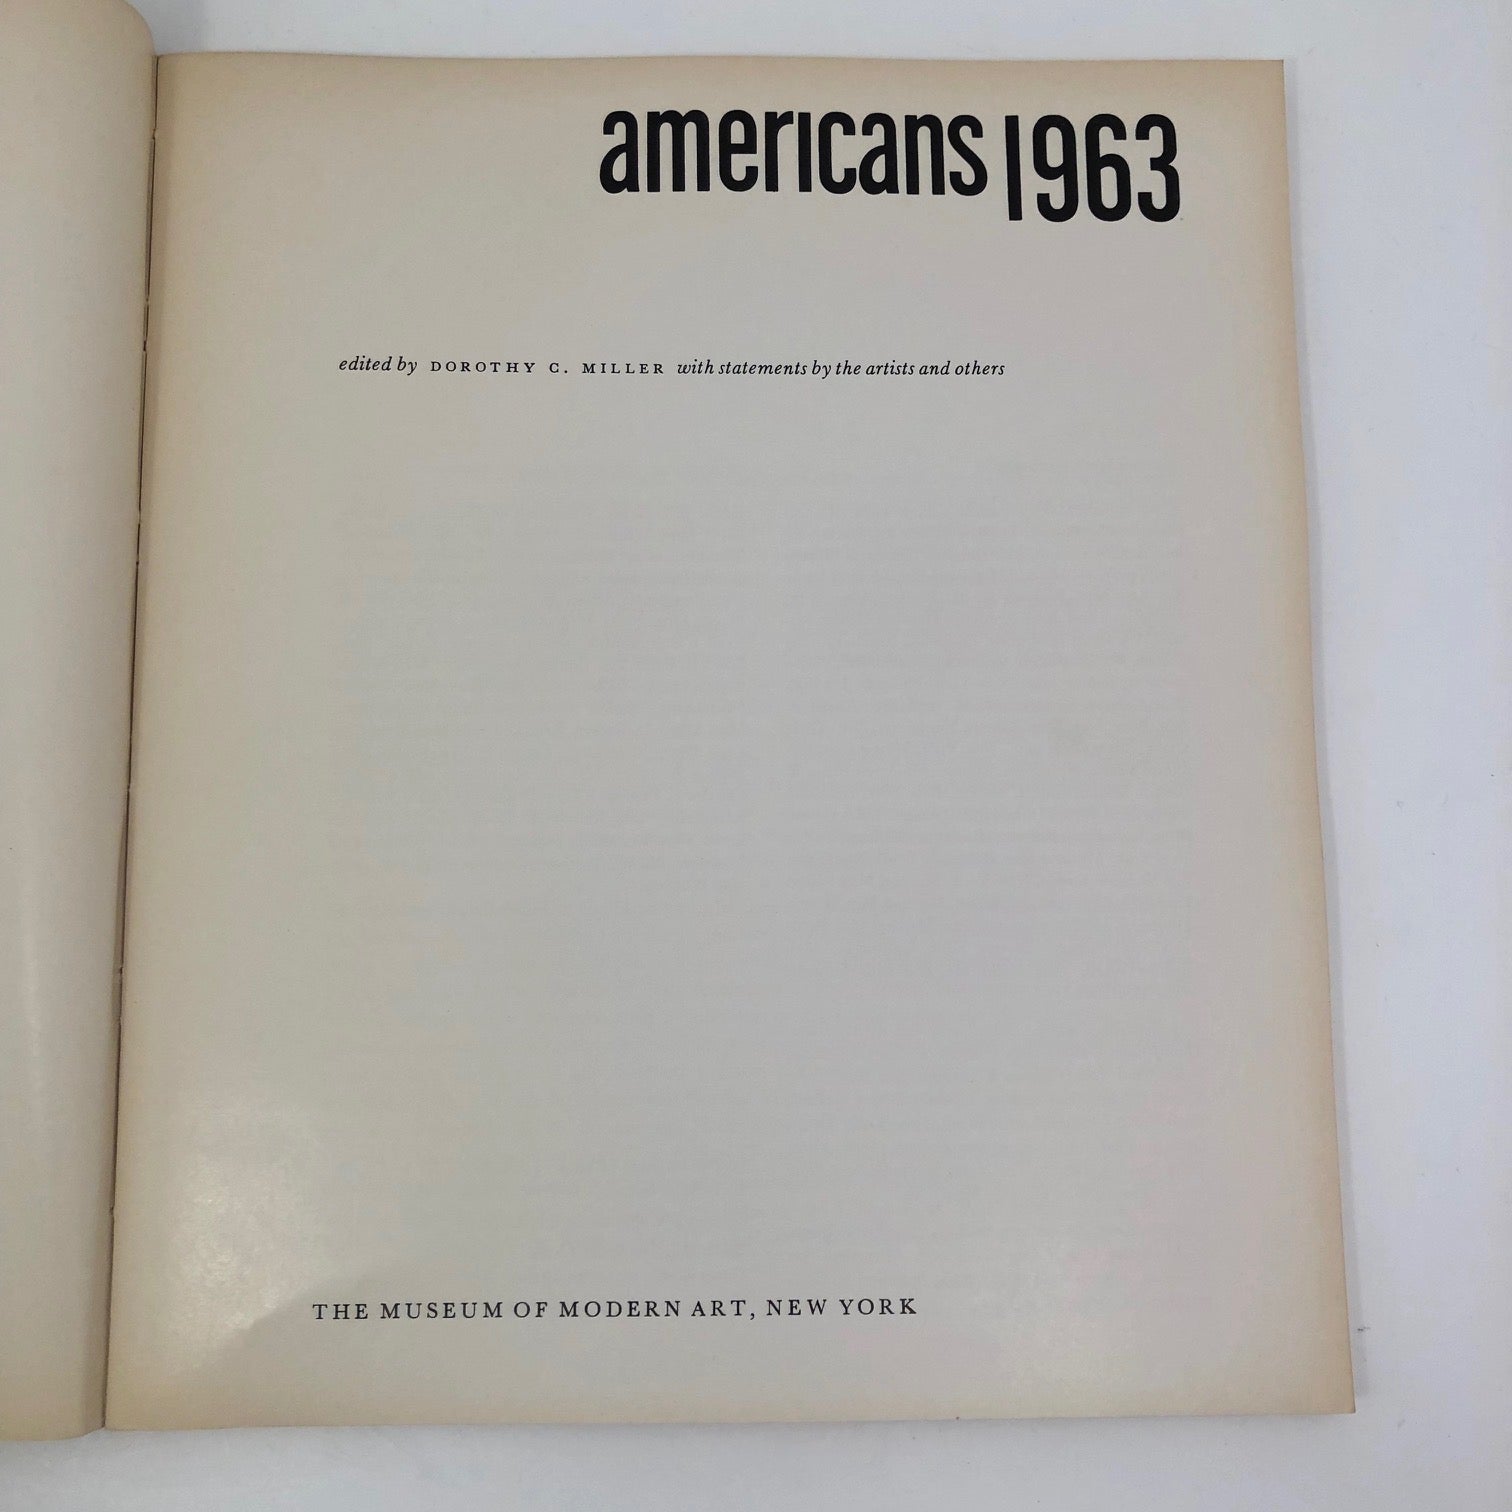 americans 1963
edited by DOROTHY C. MILLER with statements by the artists and others
THE MUSEUM OF MODERN ART, NEW YORK